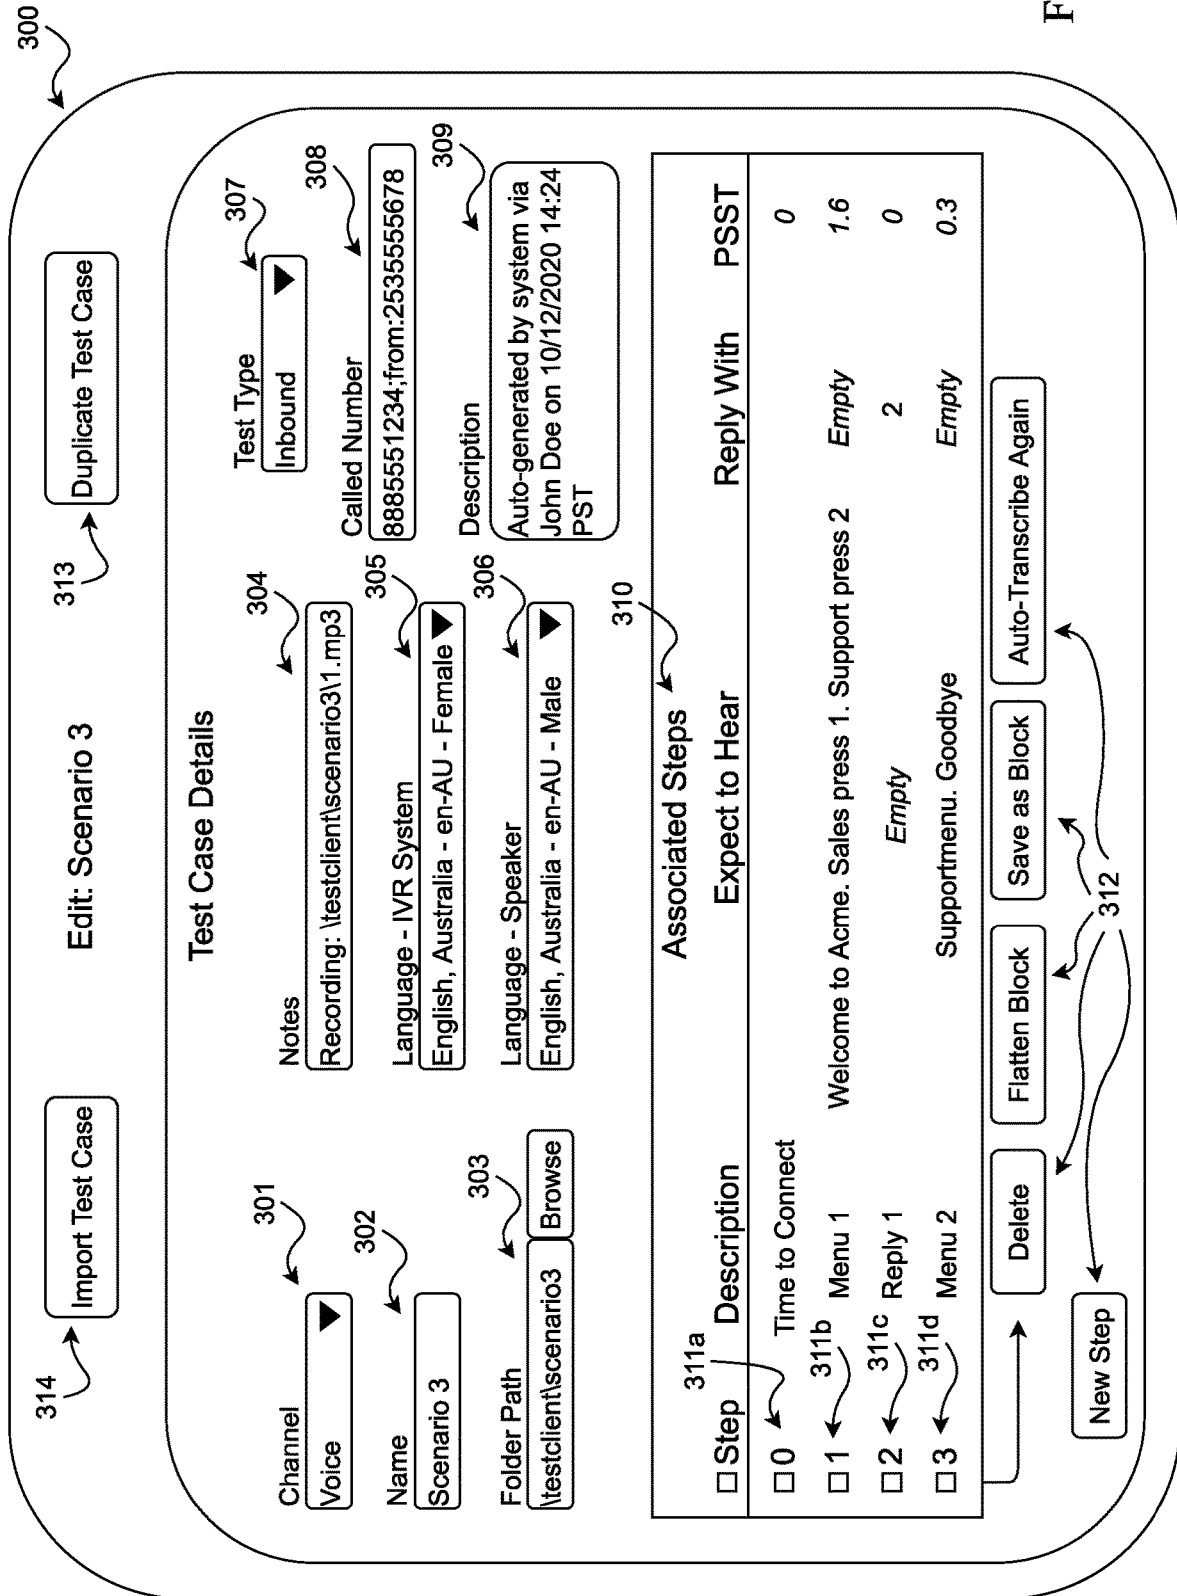 300
314
Import Test Case
Edit: Scenario 3
313
Duplicate Test Case
Test Case Details
Channel
301
Voice
Notes
304
Recording: \testclient\scenario3\1.mp3
Test Type
307
Inbound
Name
302
Scenario 3
Language - IVR System
305
English, Australia - en-AU - Female
Called Number
308
8885551234;from:25355555678
Folder Path
303
\testclient\scenario3
Browse
Language - Speaker
306
English, Australia - en-AU - Male
Description
309
Auto-generated by system via
John Doe on 10/12/2020 14:24
PST
Associated Steps
310
Step Description Expect to Hear Reply With PSST
311a
0 Time to Connect 0
311b
1 Menu 1 Welcome to Acme. Sales press 1. Support press 2 Empty 1.6
311c
2 Reply 1 Empty 2 0
311d
3 Menu 2 Supportmenu. Goodbye Empty 0.3
Delete
Flatten Block
Save as Block
Auto-Transcribe Again
New Step
312
F